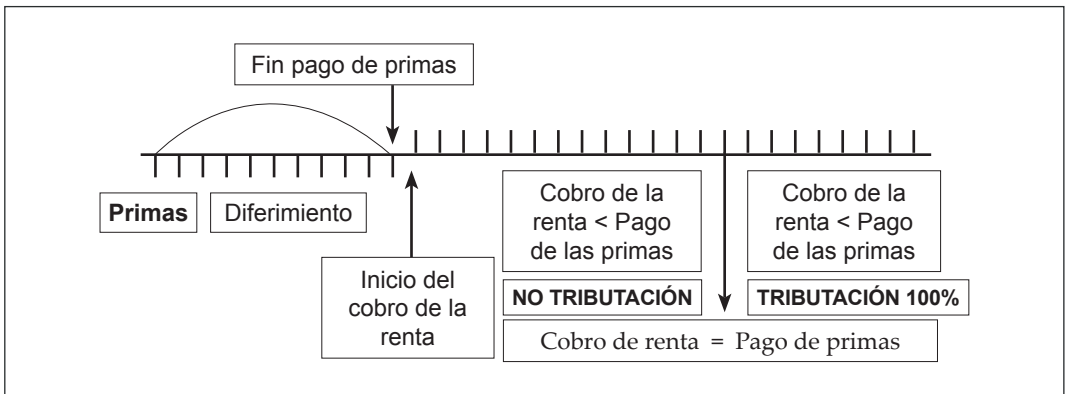 Fin pago de primas
Primas
Diferimiento
Inicio del
cobro de la
renta
Cobro de la
renta < Pago
de las primas
NO TRIBUTACIÓN
Cobro de la
renta < Pago
de las primas
TRIBUTACIÓN 100%
Cobro de renta = Pago de primas